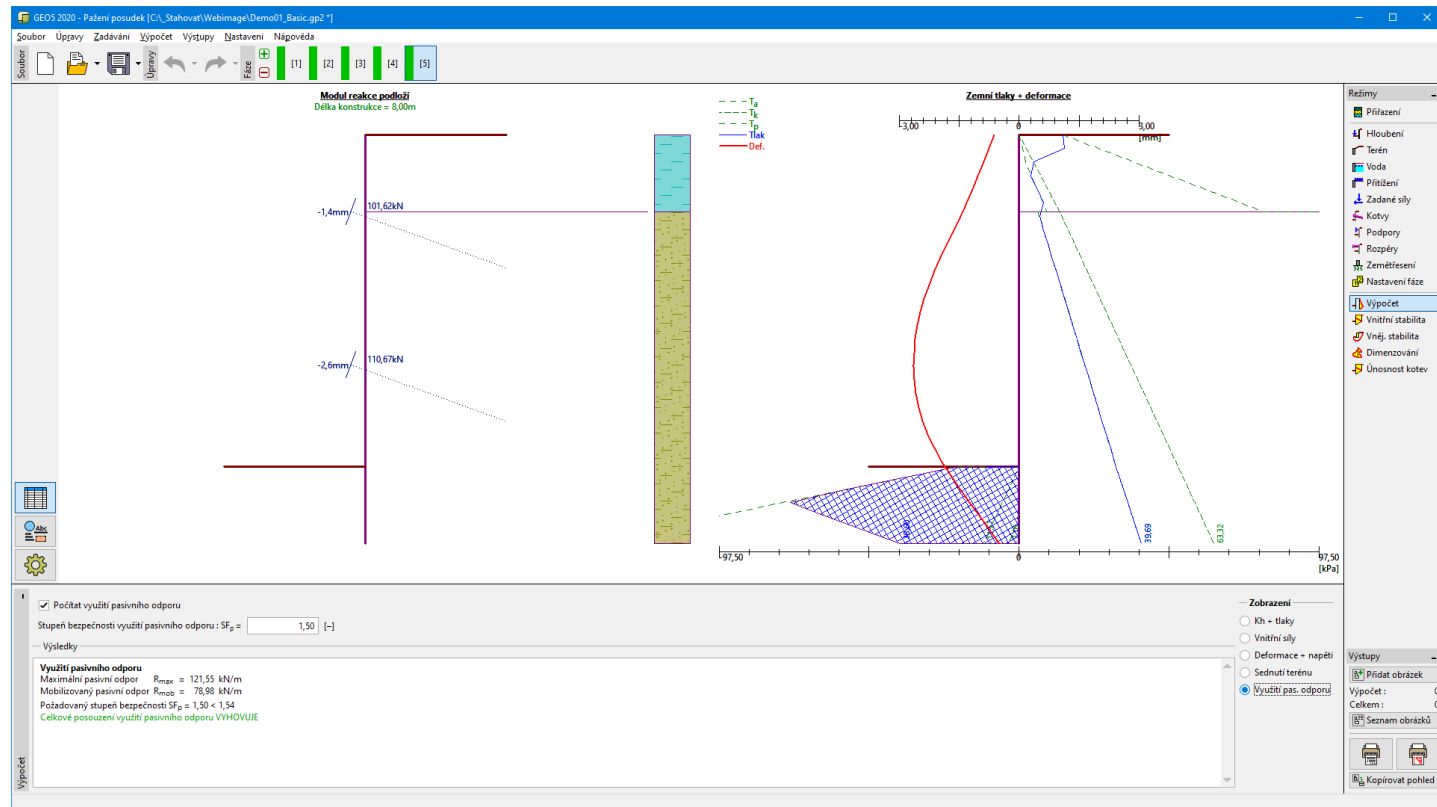 GEO5 2020 - Pažení posudek [C:\_Stahovat\Webimage\Demo01_Basic.gp2 *]
Soubor Úpravy Zadávání Výpočet Výstupy Nastavení Nápověda
Soubor
Úpravy
Fáze
[1] [2] [3] [4] [5]
Modul reakce podloží
Délka konstrukce = 8,00m
101,62kN
-1,4mm
110,67kN
-2,6mm
Ta
Tk
Tp
Tlak
Def.
Zemní tlaky + deformace
-3,00 0 3,00
[mm]
39,69
63,32
-97,50 0 97,50
[kPa]
Režimy
Přiřazení
Hloubení
Terén
Voda
Přitížení
Zadané síly
Kotvy
Podpory
Rozpěry
Zemětřesení
Nastavení fáze
Výpočet
Vnitřní stabilita
Vněj. stabilita
Dimenzování
Únosnost kotev
Abc
Výpočet
Počítat využití pasivního odporu
Stupeň bezpečnosti využití pasivního odporu : SFp = 1,50 [–]
Výsledky
Využití pasivního odporu
Maximální pasivní odpor Rmax = 121,55 kN/m
Mobilizovaný pasivní odpor Rmob = 78,98 kN/m
Požadovaný stupeň bezpečnosti SFp = 1,50 < 1,54
Celkové posouzení využití pasivního odporu VYHOVUJE
Zobrazení
Kh + tlaky
Vnitřní síly
Deformace + napětí
Sednutí terénu
Využití pas. odporu
Výstupy
Přidat obrázek
Výpočet : 0
Celkem : 0
Seznam obrázků
Kopírovat pohled